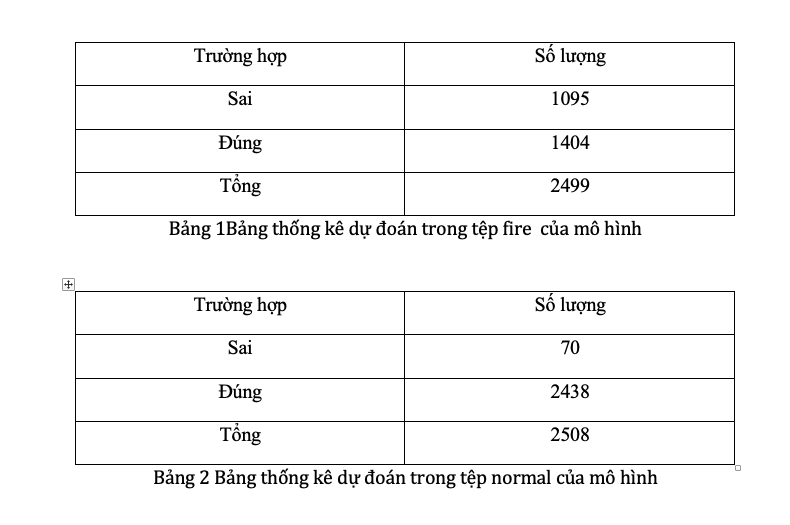 Trường hợp Số lượng
Sai 1095
Đúng 1404
Tổng 2499
Bảng 1Bảng thống kê dự đoán trong tệp fire của mô hình
Trường hợp Số lượng
Sai 70
Đúng 2438
Tổng 2508
Bảng 2 Bảng thống kê dự đoán trong tệp normal của mô hình